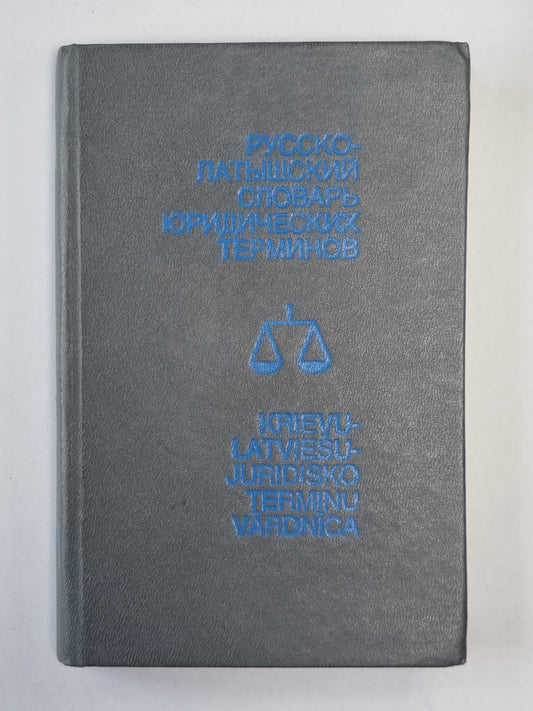 РУССКО-
ЛАТЫШСКИЙ
СЛОВАРЬ
ЮРИДИЧЕСКИХ
ТЕРМИНОВ
KRIEVU-
LATVIEŠU-
JURIDISKO
TERMINU
VĀRDNĪCA